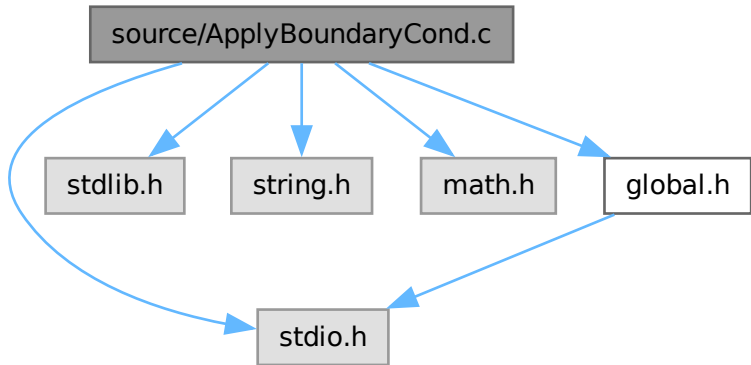 source/ApplyBoundaryCond.c
stdlib.h
string.h
math.h
global.h
stdio.h